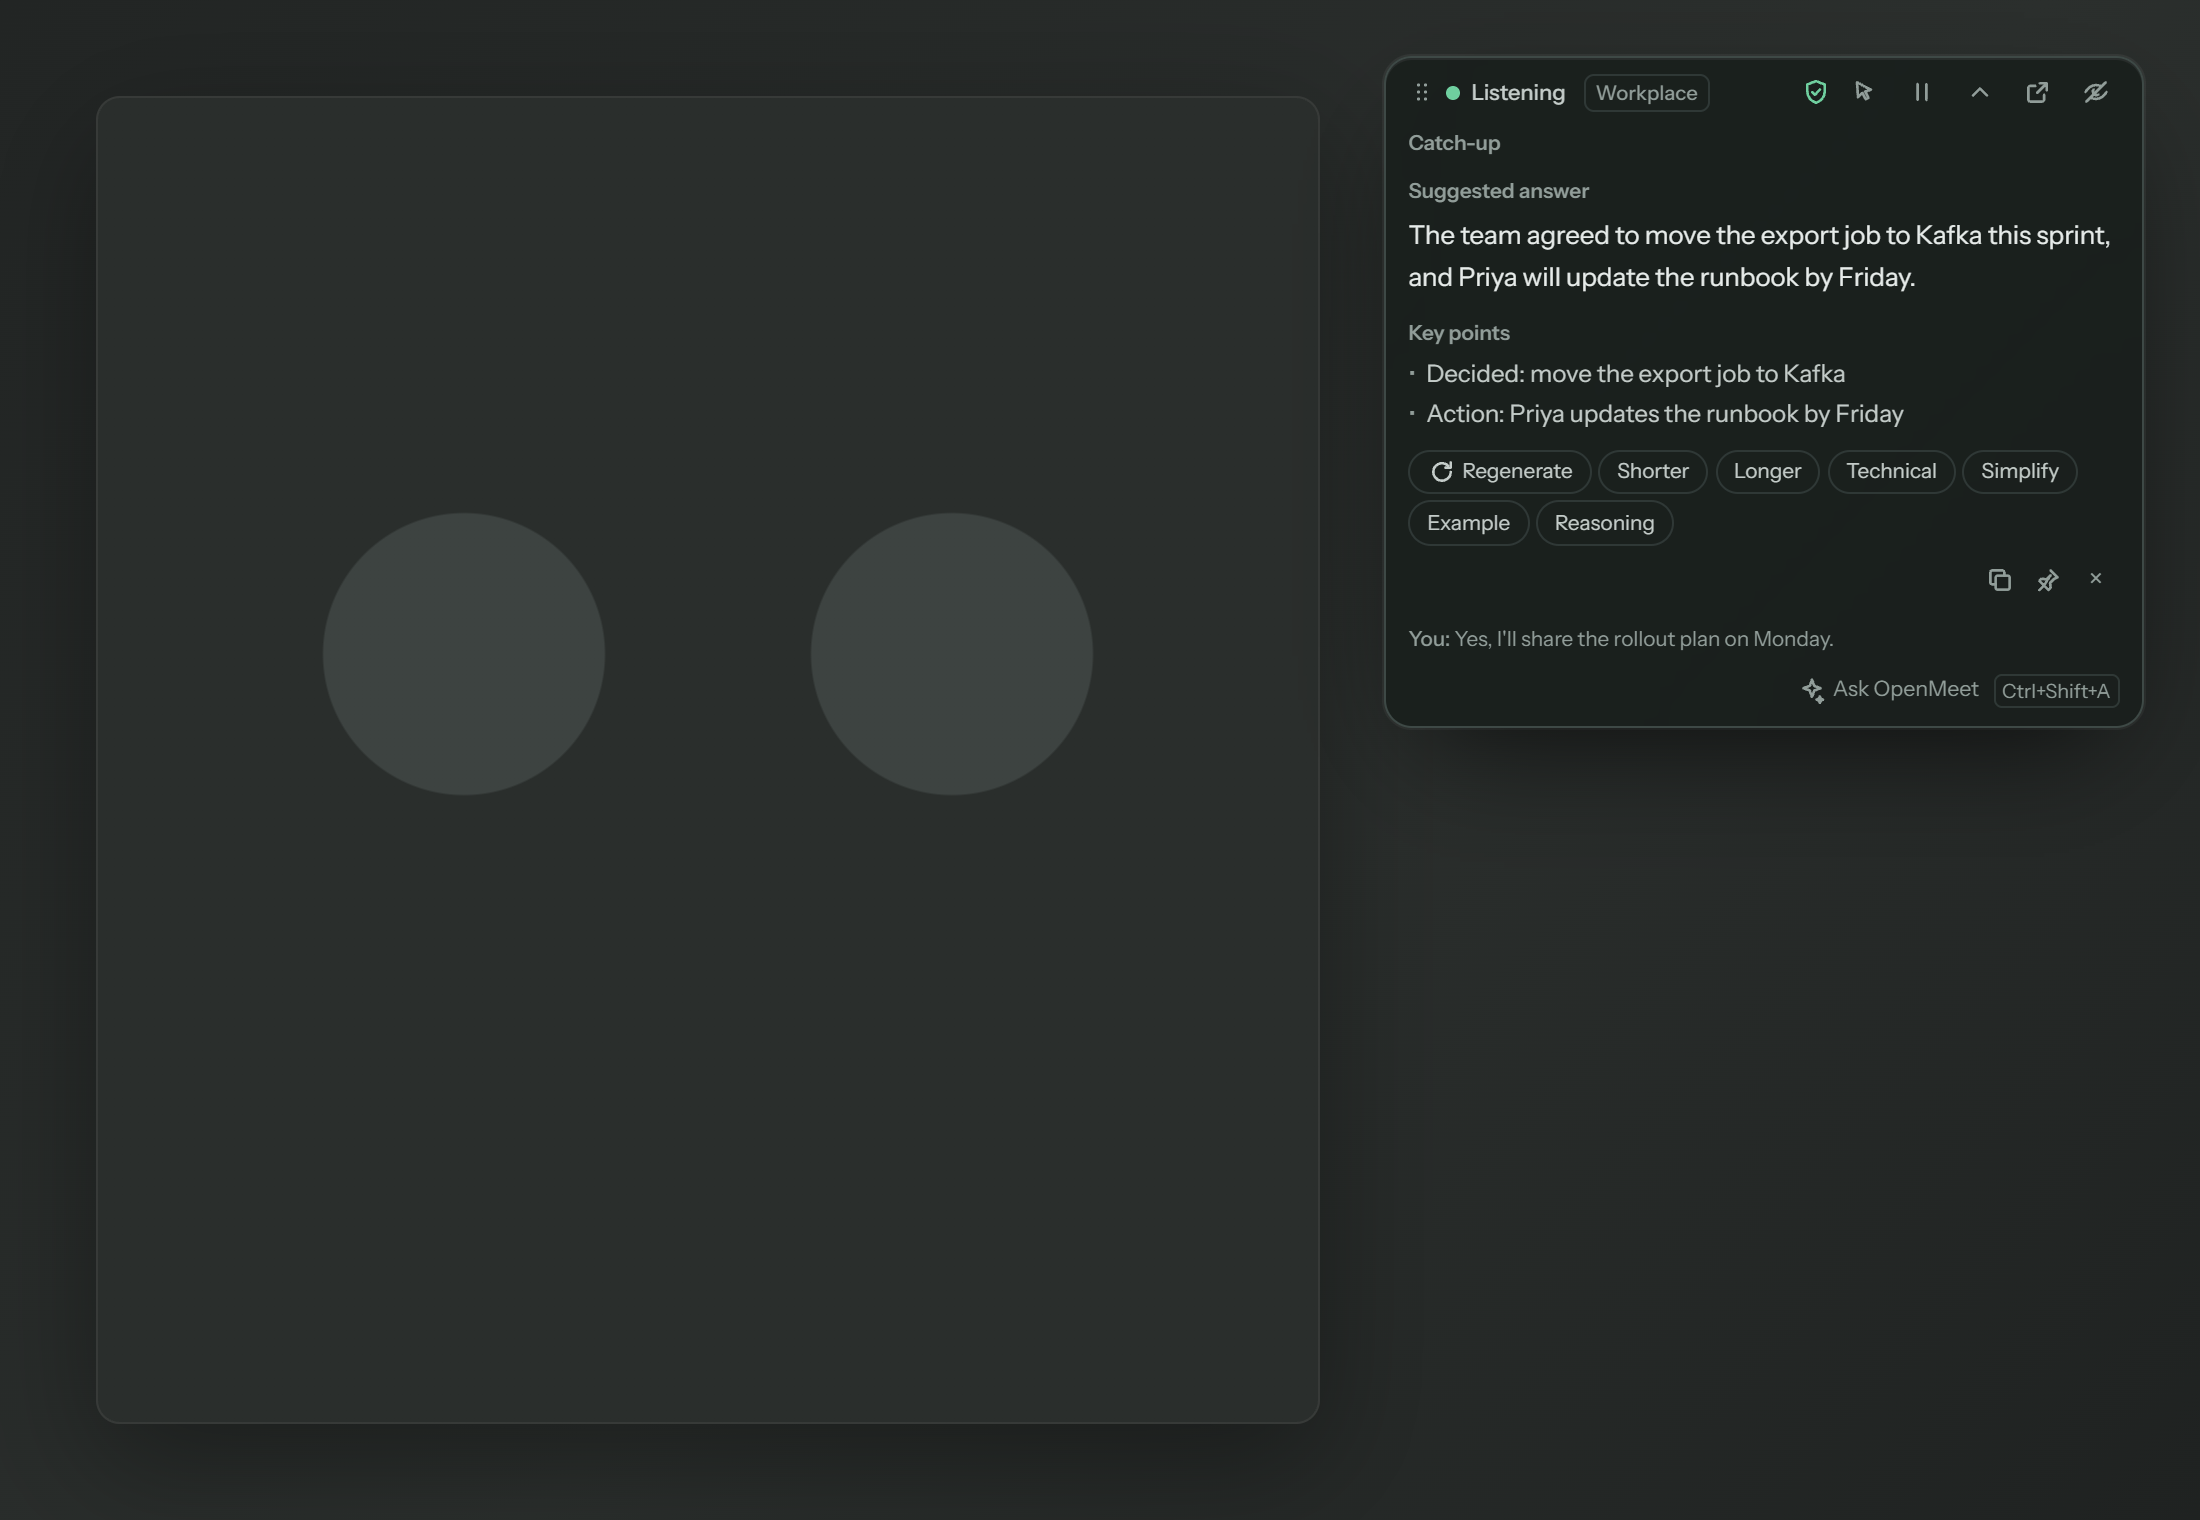 Listening Workplace
Catch-up
Suggested answer
The team agreed to move the export job to Kafka this sprint,
and Priya will update the runbook by Friday.
Key points
· Decided: move the export job to Kafka
· Action: Priya updates the runbook by Friday
Regenerate Shorter Longer Technical Simplify
Example Reasoning
You: Yes, I'll share the rollout plan on Monday.
Ask OpenMeet Ctrl+Shift+A